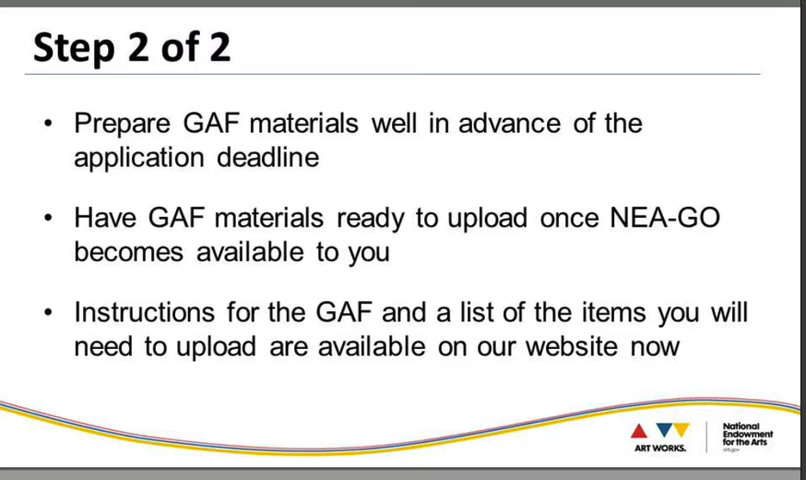 Step 2 of 2
• Prepare GAF materials well in advance of the
application deadline
• Have GAF materials ready to upload once NEA-GO
becomes available to you
• Instructions for the GAF and a list of the items you will
need to upload are available on our website now
ART WORKS.
National
Endowment
for the Arts
arts.gov